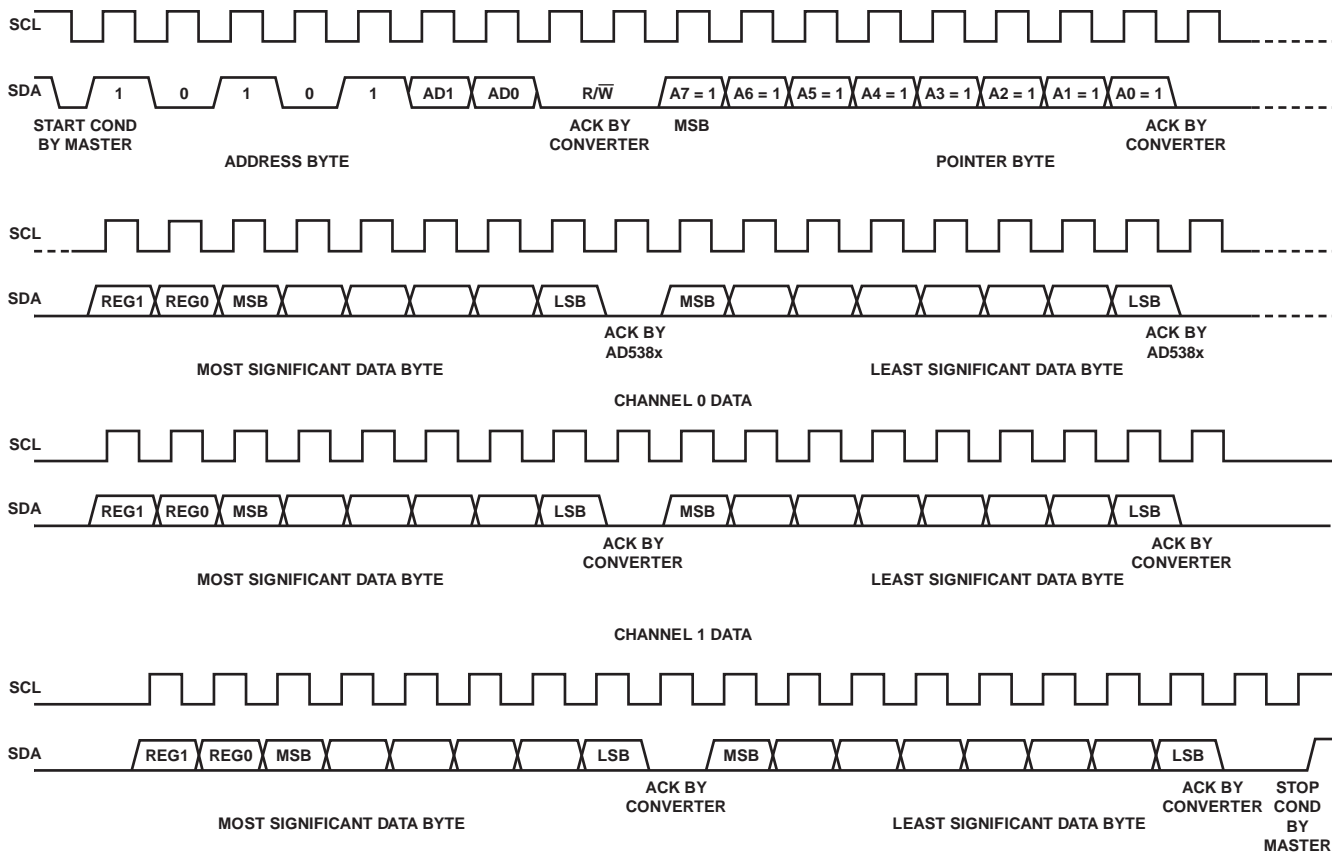 SCL
SDA 1 0 1 0 1 AD1 AD0 R/W̅ A7 = 1 A6 = 1 A5 = 1 A4 = 1 A3 = 1 A2 = 1 A1 = 1 A0 = 1
START COND BY MASTER
ACK BY CONVERTER
MSB
ACK BY CONVERTER
ADDRESS BYTE
POINTER BYTE
SCL
SDA REG1 REG0 MSB LSB MSB LSB
ACK BY AD538x
ACK BY AD538x
MOST SIGNIFICANT DATA BYTE
LEAST SIGNIFICANT DATA BYTE
CHANNEL 0 DATA
SCL
SDA REG1 REG0 MSB LSB MSB LSB
ACK BY CONVERTER
ACK BY CONVERTER
MOST SIGNIFICANT DATA BYTE
LEAST SIGNIFICANT DATA BYTE
CHANNEL 1 DATA
SCL
SDA REG1 REG0 MSB LSB MSB LSB
ACK BY CONVERTER
ACK BY CONVERTER
STOP COND BY MASTER
MOST SIGNIFICANT DATA BYTE
LEAST SIGNIFICANT DATA BYTE